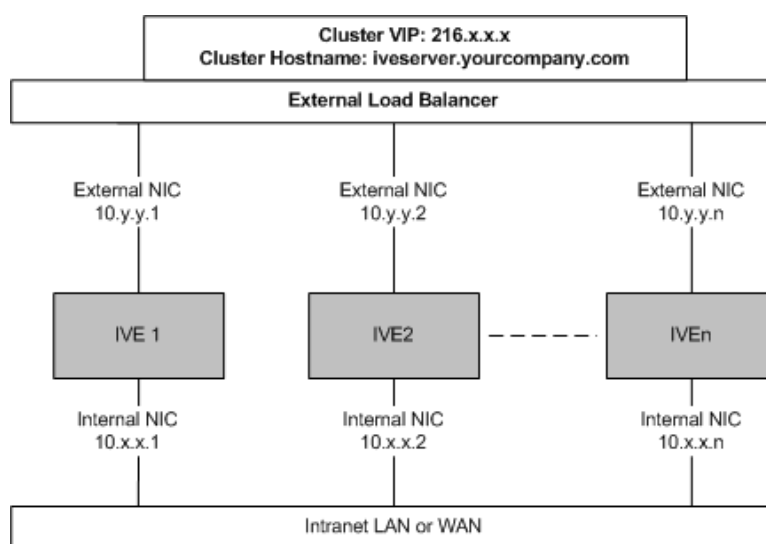 Cluster VIP: 216.x.x.x
Cluster Hostname: iveserver.yourcompany.com
External Load Balancer
External NIC
10.y.y.1
External NIC
10.y.y.2
External NIC
10.y.y.n
IVE 1
IVE2
IVEn
Internal NIC
10.x.x.1
Internal NIC
10.x.x.2
Internal NIC
10.x.x.n
Intranet LAN or WAN